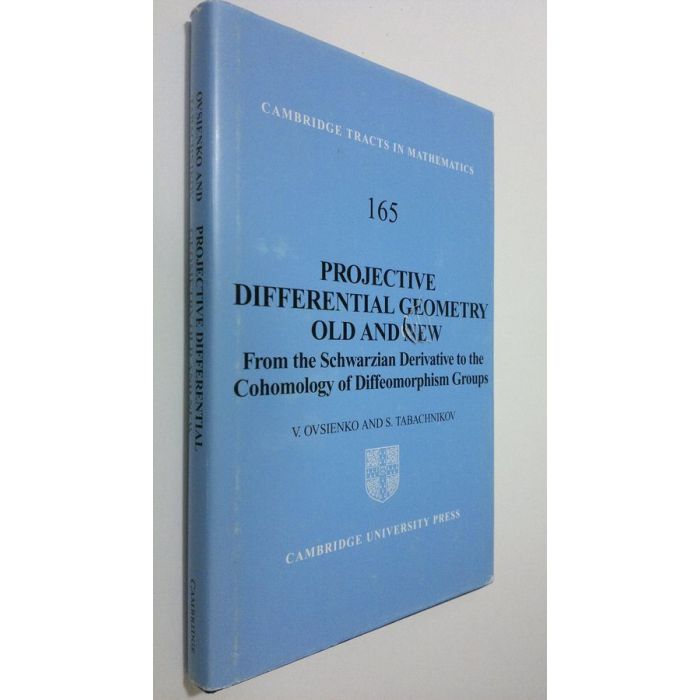 CAMBRIDGE TRACTS IN MATHEMATICS
165
PROJECTIVE
DIFFERENTIAL GEOMETRY
OLD AND NEW
From the Schwarzian Derivative to the
Cohomology of Diffeomorphism Groups
V. OVSIENKO AND S. TABACHNIKOV
CAMBRIDGE UNIVERSITY PRESS
OVSIENKO AND
PROJECTIVE DIFFERENTIAL
CAMBRIDGE